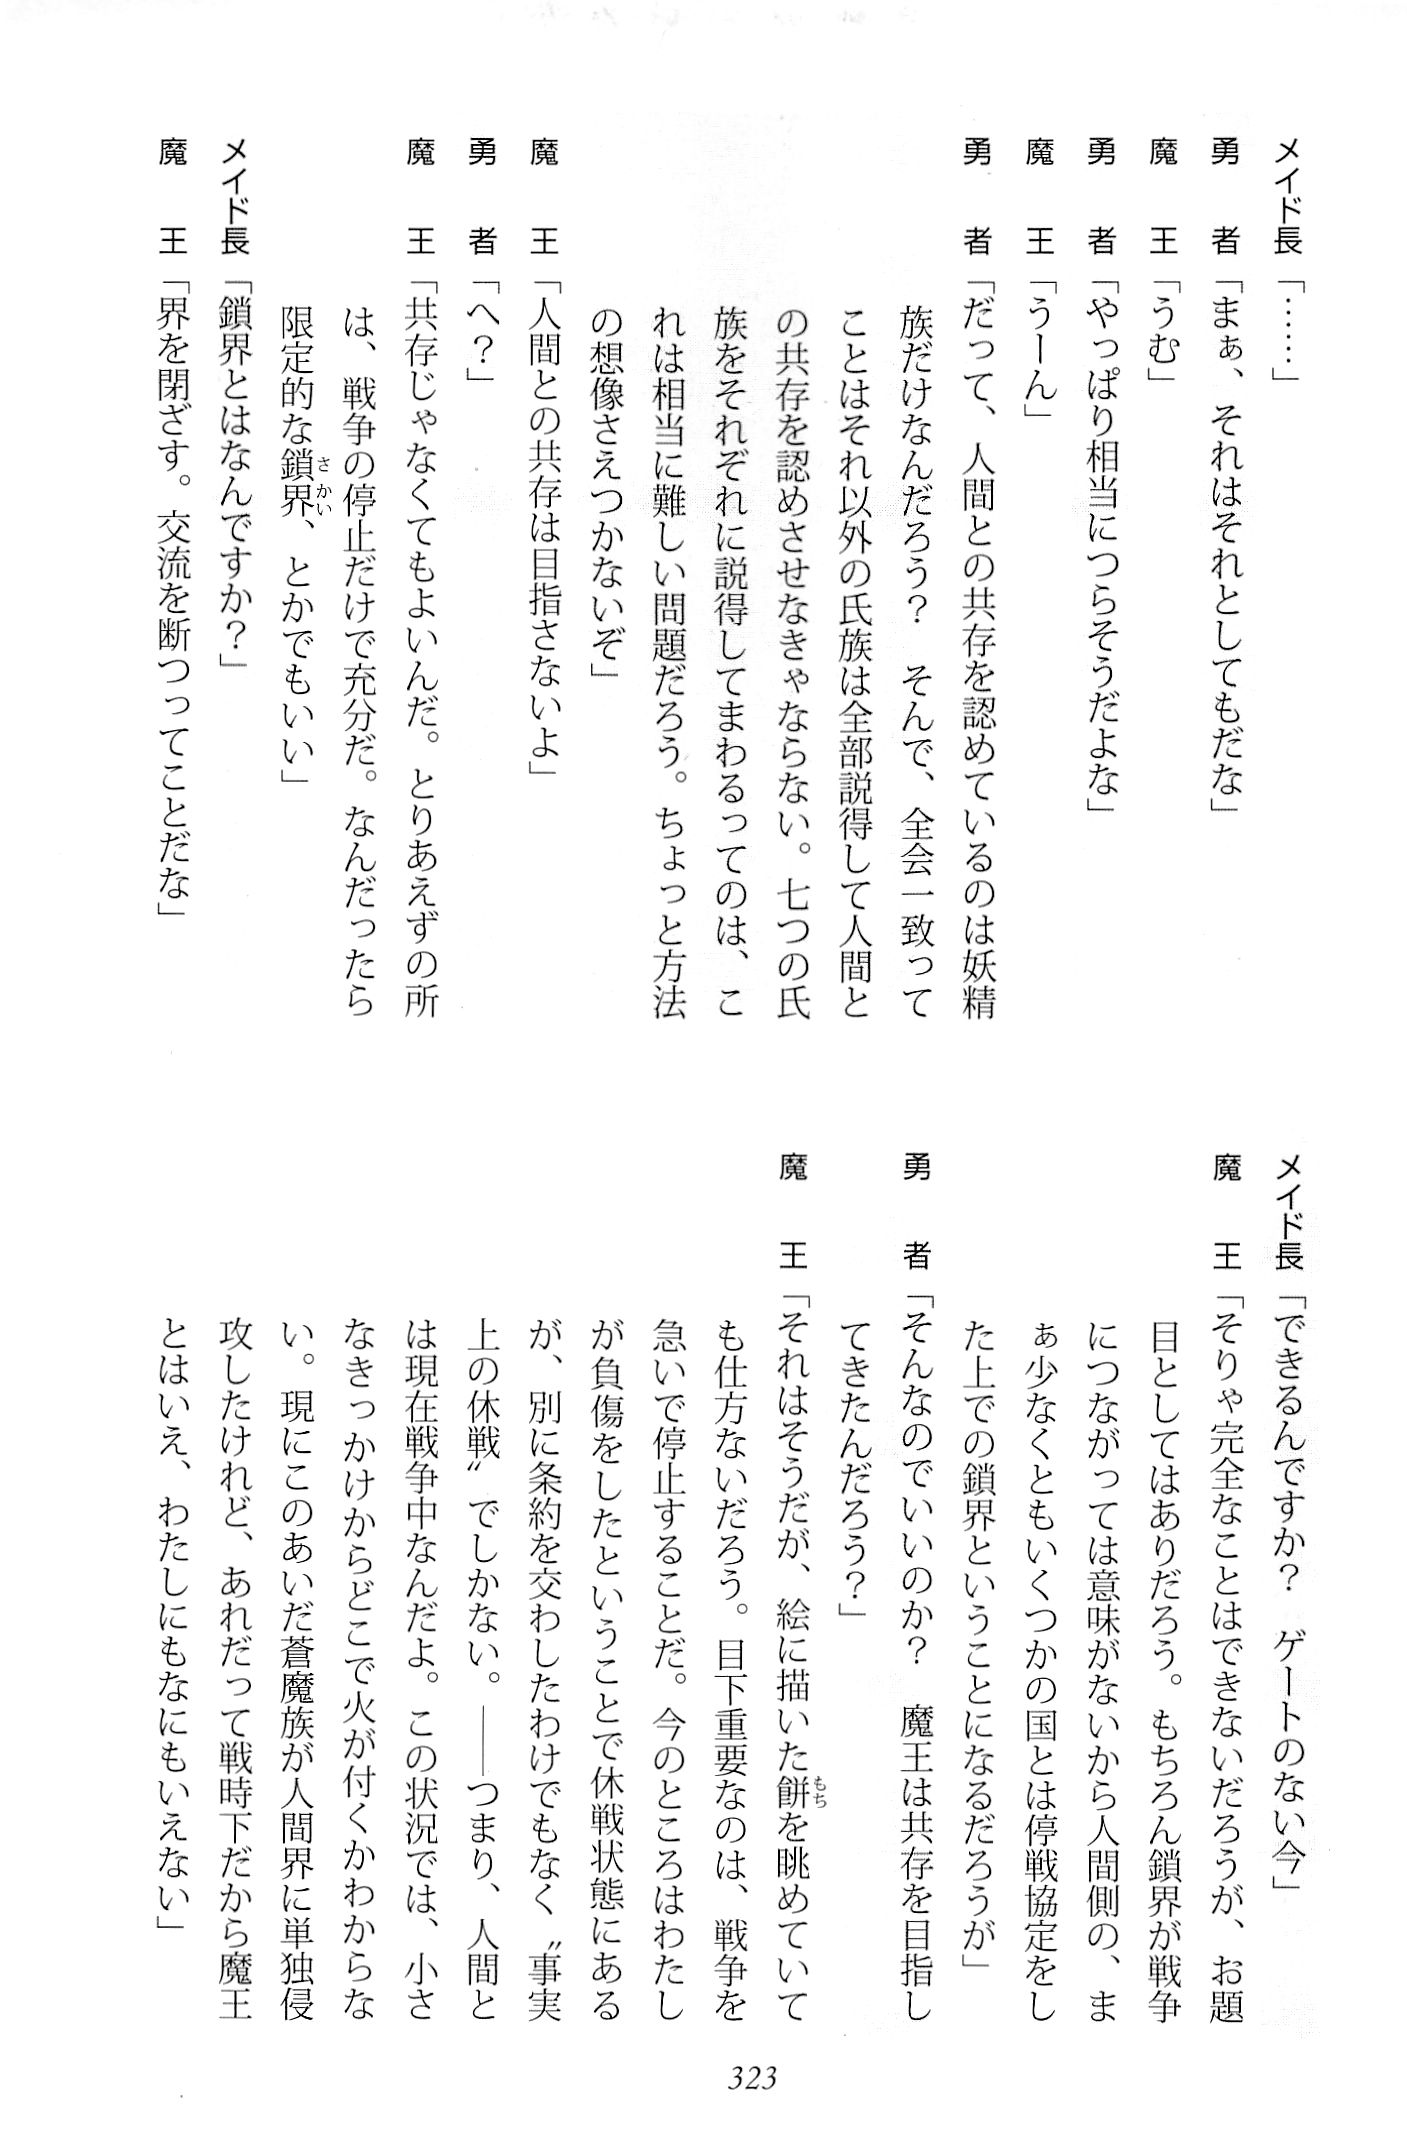 メイド長「……」
勇　者「まぁ、それはそれとしてもだな」
魔　王「うむ」
勇　者「やっぱり相当につらそうだよな」
魔　王「うーん」
勇　者「だって、人間との共存を認めているのは妖精
族だけなんだろう？　そんで、全会一致って
ことはそれ以外の氏族は全部説得して人間と
の共存を認めさせなきゃならない。七つの氏
族をそれぞれに説得してまわるってのは、こ
れは相当に難しい問題だろう。ちょっと方法
の想像さえつかないぞ」
魔　王「人間との共存は目指さないよ」
勇　者「へ？」
魔　王「共存じゃなくてもよいんだ。とりあえずの所
は、戦争の停止だけで充分だ。なんだったら
限定的な鎖界、とかでもいい」
さかい
メイド長「鎖界とはなんですか？」
魔　王「界を閉ざす。交流を断つってことだな」
メイド長「できるんですか？　ゲートのない今」
魔　王「そりゃ完全なことはできないだろうが、お題
目としてはありだろう。もちろん鎖界が戦争
につながっては意味がないから人間側の、ま
ぁ少なくともいくつかの国とは停戦協定をし
た上での鎖界ということになるだろうが」
勇　者「そんなのでいいのか？　魔王は共存を目指し
てきたんだろう？」
魔　王「それはそうだが、絵に描いた餅を眺めていて
もち
も仕方ないだろう。目下重要なのは、戦争を
急いで停止することだ。今のところはわたし
が負傷をしたということで休戦状態にある
が、別に条約を交わしたわけでもなく〝事実
上の休戦〟でしかない。――つまり、人間と
は現在戦争中なんだよ。この状況では、小さ
なきっかけからどこで火が付くかわからな
い。現にこのあいだ蒼魔族が人間界に単独侵
攻したけれど、あれだって戦時下だから魔王
とはいえ、わたしにもなにもいえない」
323